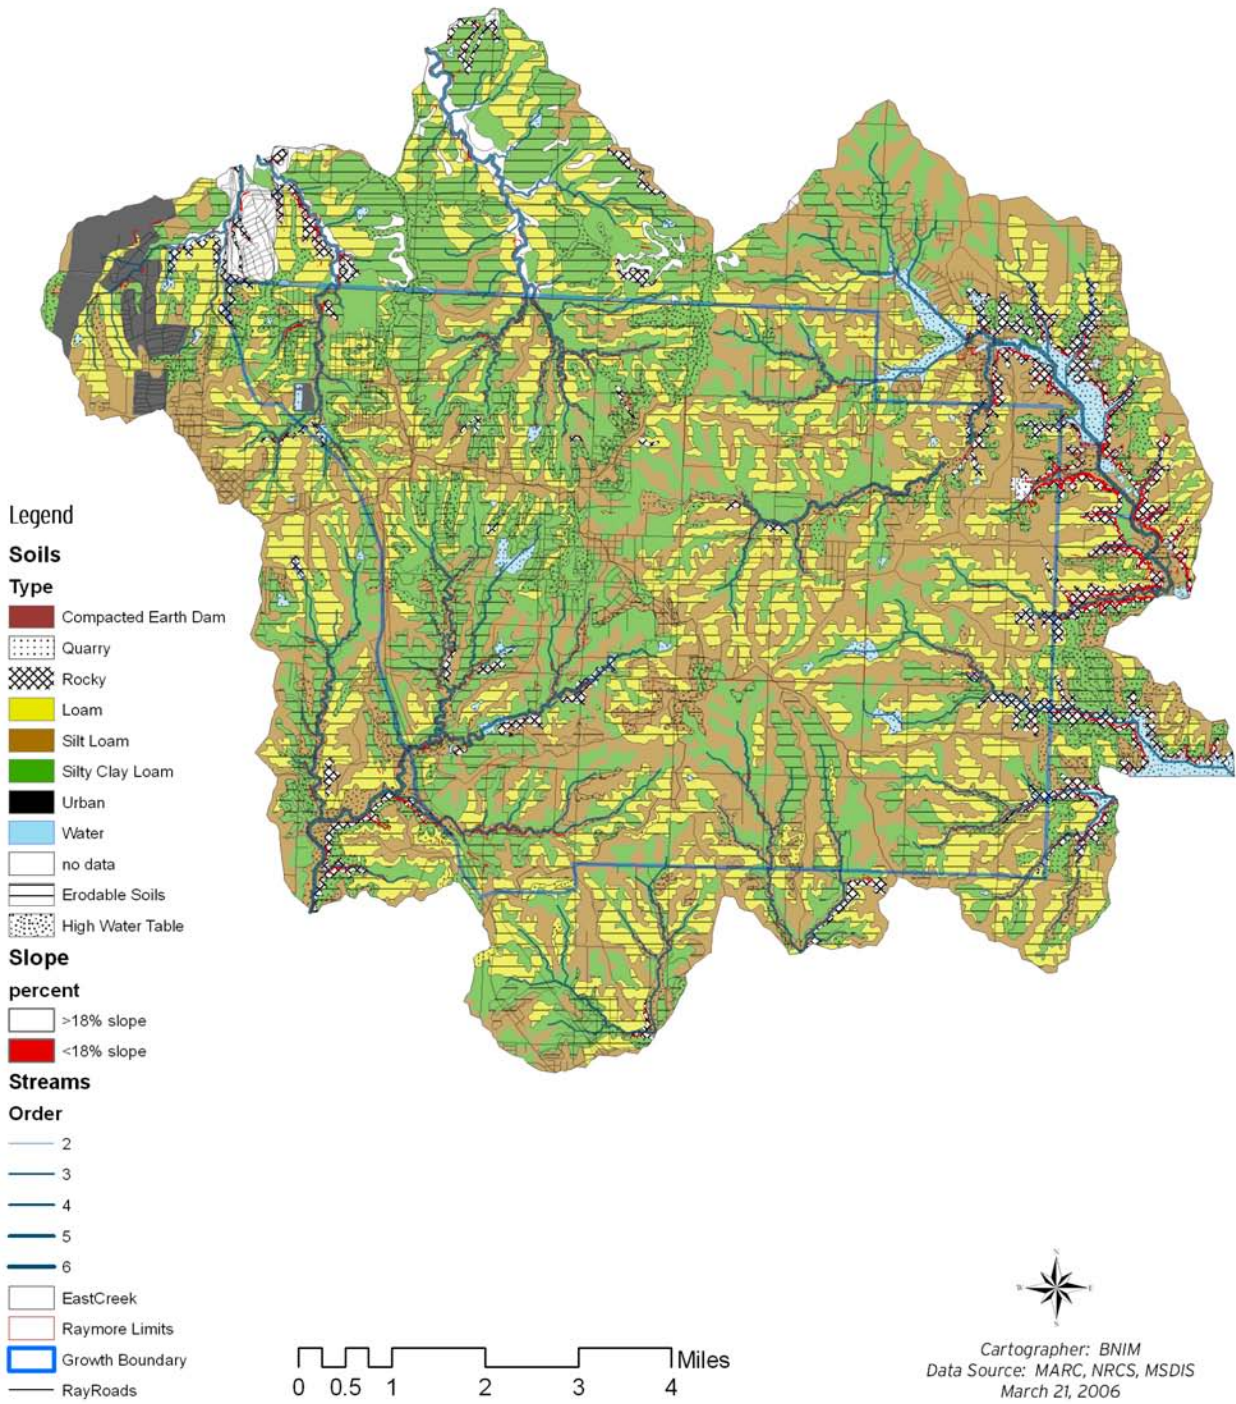 Legend
Soils
Type
Compacted Earth Dam
Quarry
Rocky
Loam
Silt Loam
Silty Clay Loam
Urban
Water
no data
Erodable Soils
High Water Table
Slope
percent
>18% slope
<18% slope
Streams
Order
2
3
4
5
6
EastCreek
Raymore Limits
Growth Boundary
RayRoads
Miles
0 0.5 1 2 3 4
N
W E
S
Cartographer: BNIM
Data Source: MARC, NRCS, MSDIS
March 21, 2006